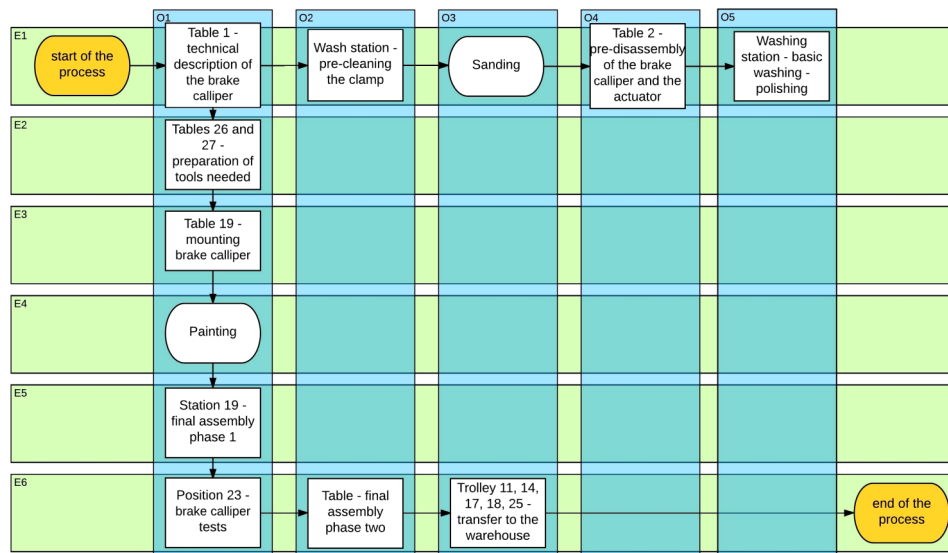 O1
O2
O3
O4
O5
E1
start of the
process
Table 1 -
technical
description of
the brake
calliper
Wash station -
pre-cleaning
the clamp
Sanding
Table 2 -
pre-disassembly
of the brake
calliper and the
actuator
Washing
station - basic
washing -
polishing
E2
Tables 26 and
27 -
preparation of
tools needed
E3
Table 19 -
mounting
brake calliper
E4
Painting
E5
Station 19 -
final assembly
phase 1
E6
Position 23 -
brake calliper
tests
Table - final
assembly
phase two
Trolley 11, 14,
17, 18, 25 -
transfer to the
warehouse
end of the
process